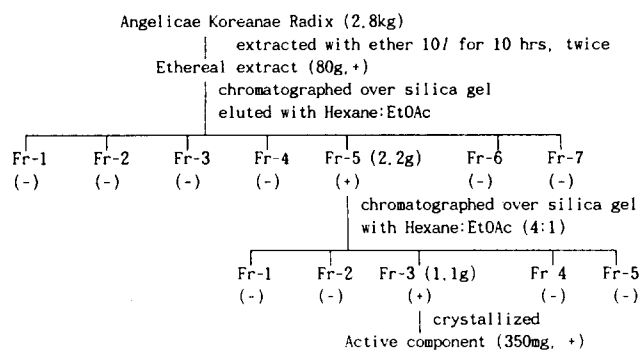 Angelicae Koreanae Radix (2.8kg)
extracted with ether 10l for 10 hrs, twice
Ethereal extract (80g, +)
chromatographed over silica gel
eluted with Hexane:EtOAc
Fr-1 Fr-2 Fr-3 Fr-4 Fr-5 (2.2g) Fr-6 Fr-7
(-) (-) (-) (-) (+) (-) (-)
chromatographed over silica gel
with Hexane:EtOAc (4:1)
Fr-1 Fr-2 Fr-3 (1.1g) Fr 4 Fr-5
(-) (-) (+) (-) (-)
crystallized
Active component (350mg, +)